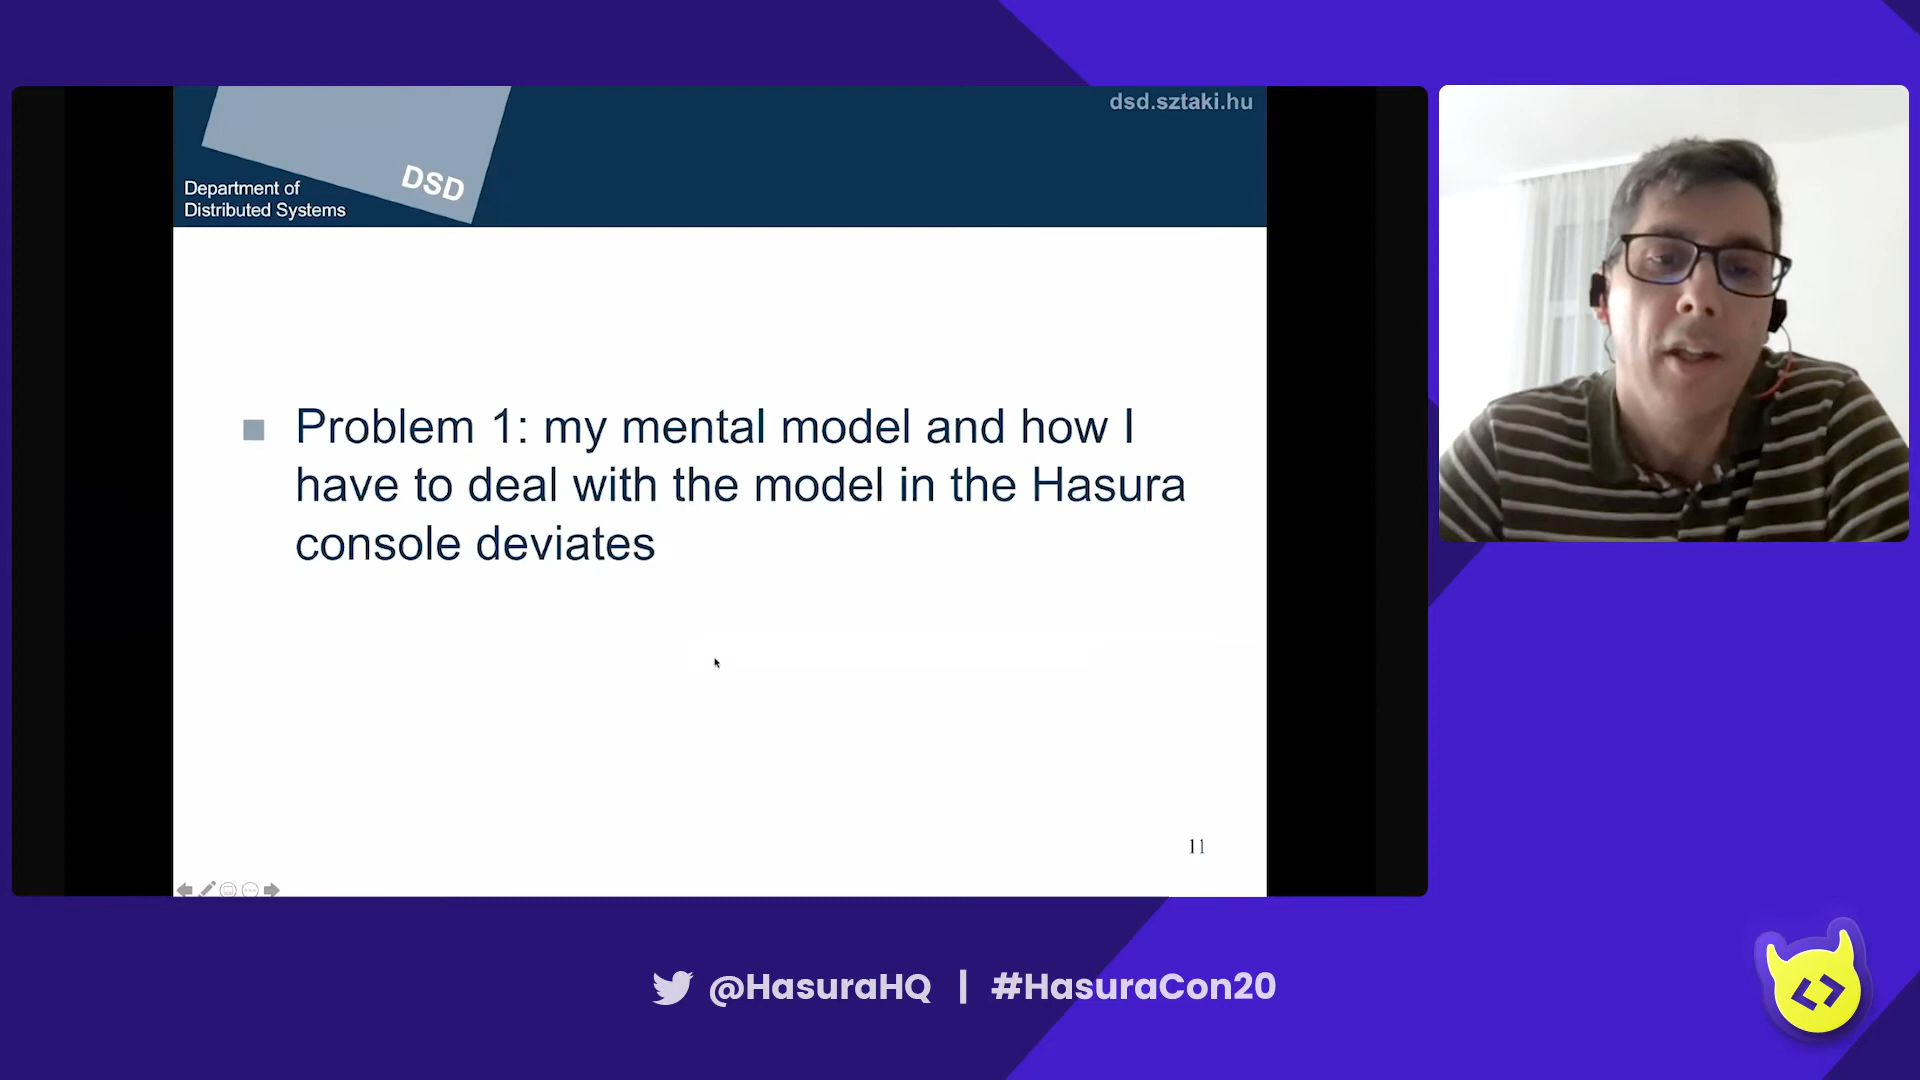 dsd.sztaki.hu
DSD
Department of
Distributed Systems
Problem 1: my mental model and how I
have to deal with the model in the Hasura
console deviates
11
@HasuraHQ | #HasuraCon20